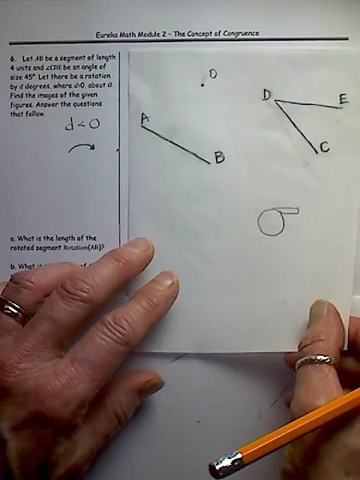 Eureka Math Module 2 – The Concept of Congruence
6. Let AB be a segment of length
4 units and ∠CDE be an angle of
size 45° Let there be a rotation
by d degrees, where d<0, about O
Find the images of the given
figures. Answer the questions
that follow.
d < 0
O
D
E
A
B
C
a. What is the length of the
rotated segment Rotation(AB)?
b. What is